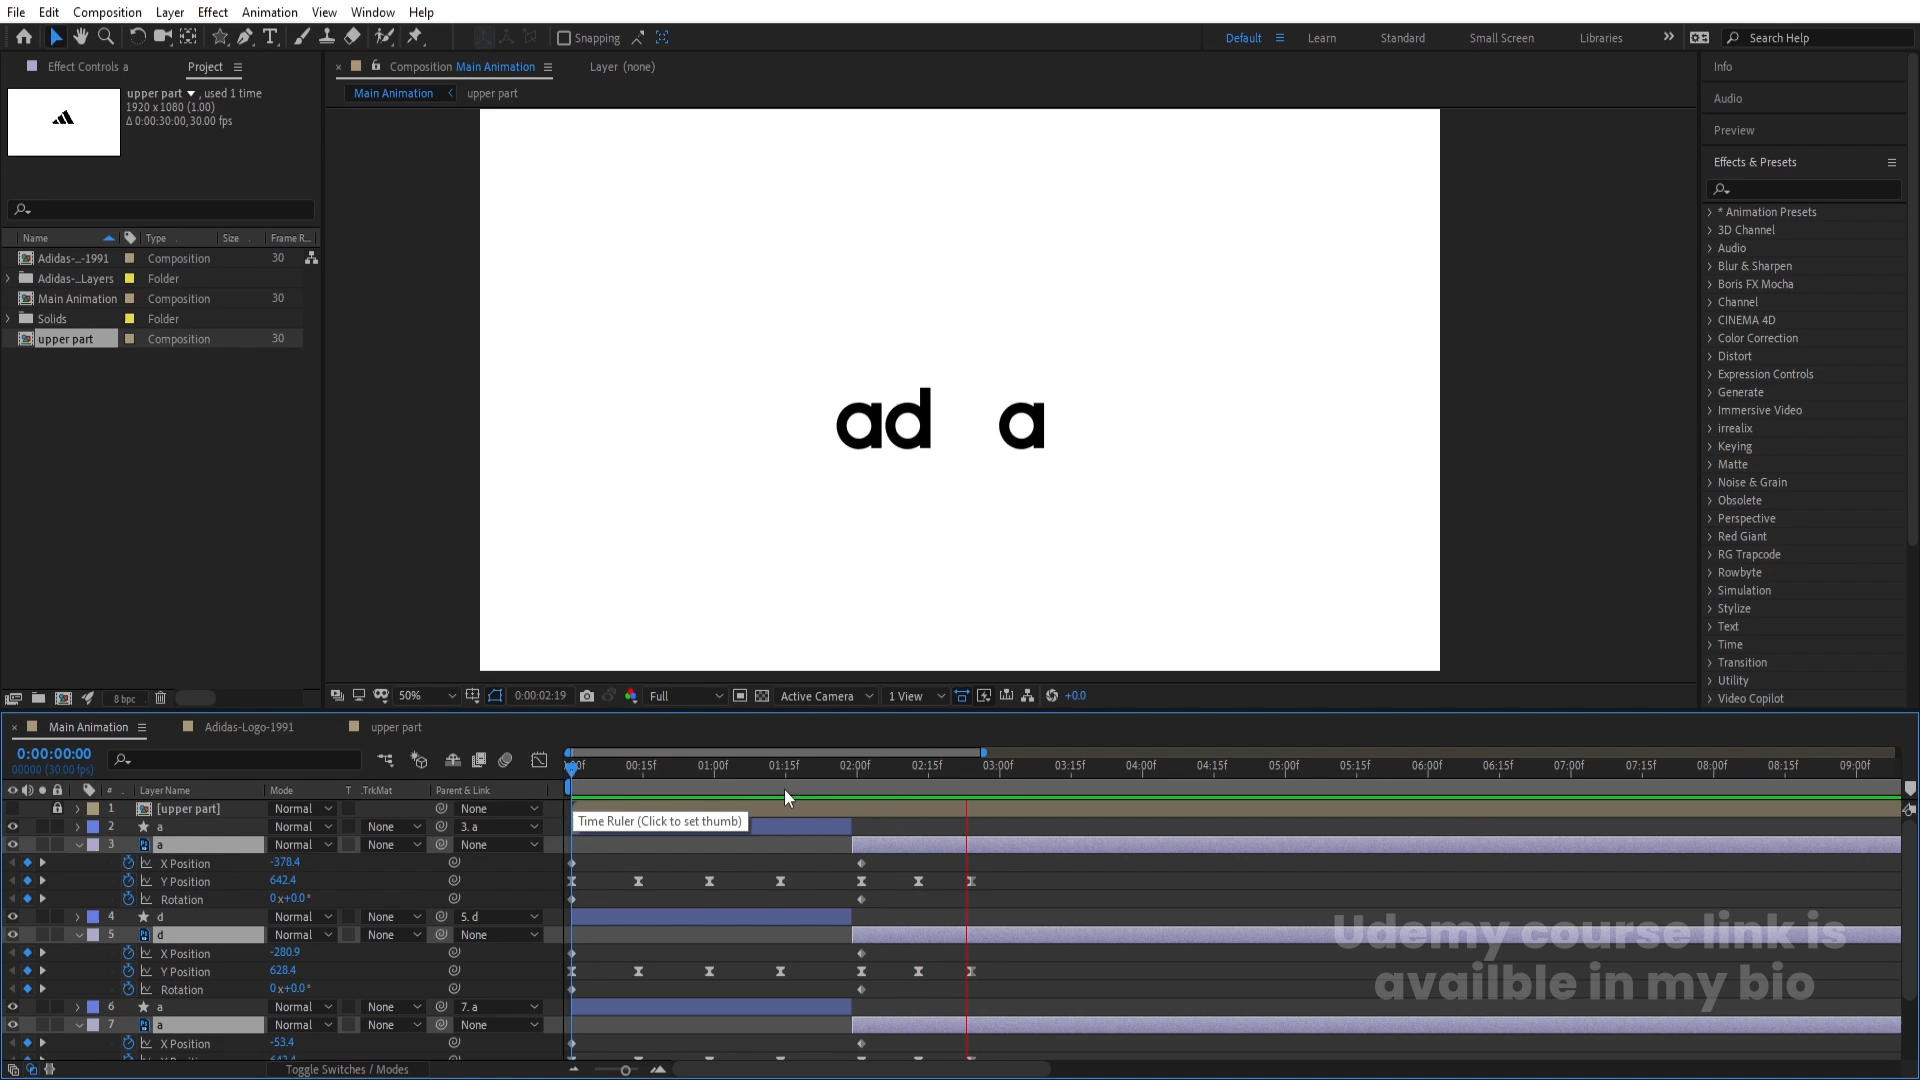 File Edit Composition Layer Effect Animation View Window Help
Snapping
Default Learn Standard Small Screen Libraries Search Help
Effect Controls a Project
upper part , used 1 time
1920 x 1080 (1.00)
Δ 0:00:30:00, 30.00 fps
Name Type Size Frame R...
Adidas-...-1991 Composition 30
Adidas-...Layers Folder
Main Animation Composition 30
Solids Folder
upper part Composition 30
8 bpc
Composition Main Animation Layer (none)
Main Animation upper part
ad a
50% 0:00:02:19 Full Active Camera 1 View +0.0
Info
Audio
Preview
Effects & Presets
* Animation Presets
3D Channel
Audio
Blur & Sharpen
Boris FX Mocha
Channel
CINEMA 4D
Color Correction
Distort
Expression Controls
Generate
Immersive Video
irrealix
Keying
Matte
Noise & Grain
Obsolete
Perspective
Red Giant
RG Trapcode
Rowbyte
Simulation
Stylize
Text
Time
Transition
Utility
Video Copilot
Main Animation Adidas-Logo-1991 upper part
0:00:00:00
00000 (30.00 fps)
:00f 00:15f 01:00f 01:15f 02:00f 02:15f 03:00f 03:15f 04:00f 04:15f 05:00f 05:15f 06:00f 06:15f 07:00f 07:15f 08:00f 08:15f 09:00f
# Layer Name Mode T .TrkMat Parent & Link
1 [upper part] Normal None
Time Ruler (Click to set thumb)
2 a Normal None 3. a
3 a Normal None None
X Position -378.4
Y Position 642.4
Rotation 0x+0.0°
4 d Normal None 5. d
5 d Normal None None
X Position -280.9
Y Position 628.4
Rotation 0x+0.0°
6 a Normal None 7. a
7 a Normal None None
X Position -53.4
Toggle Switches / Modes
Udemy course link is
availble in my bio